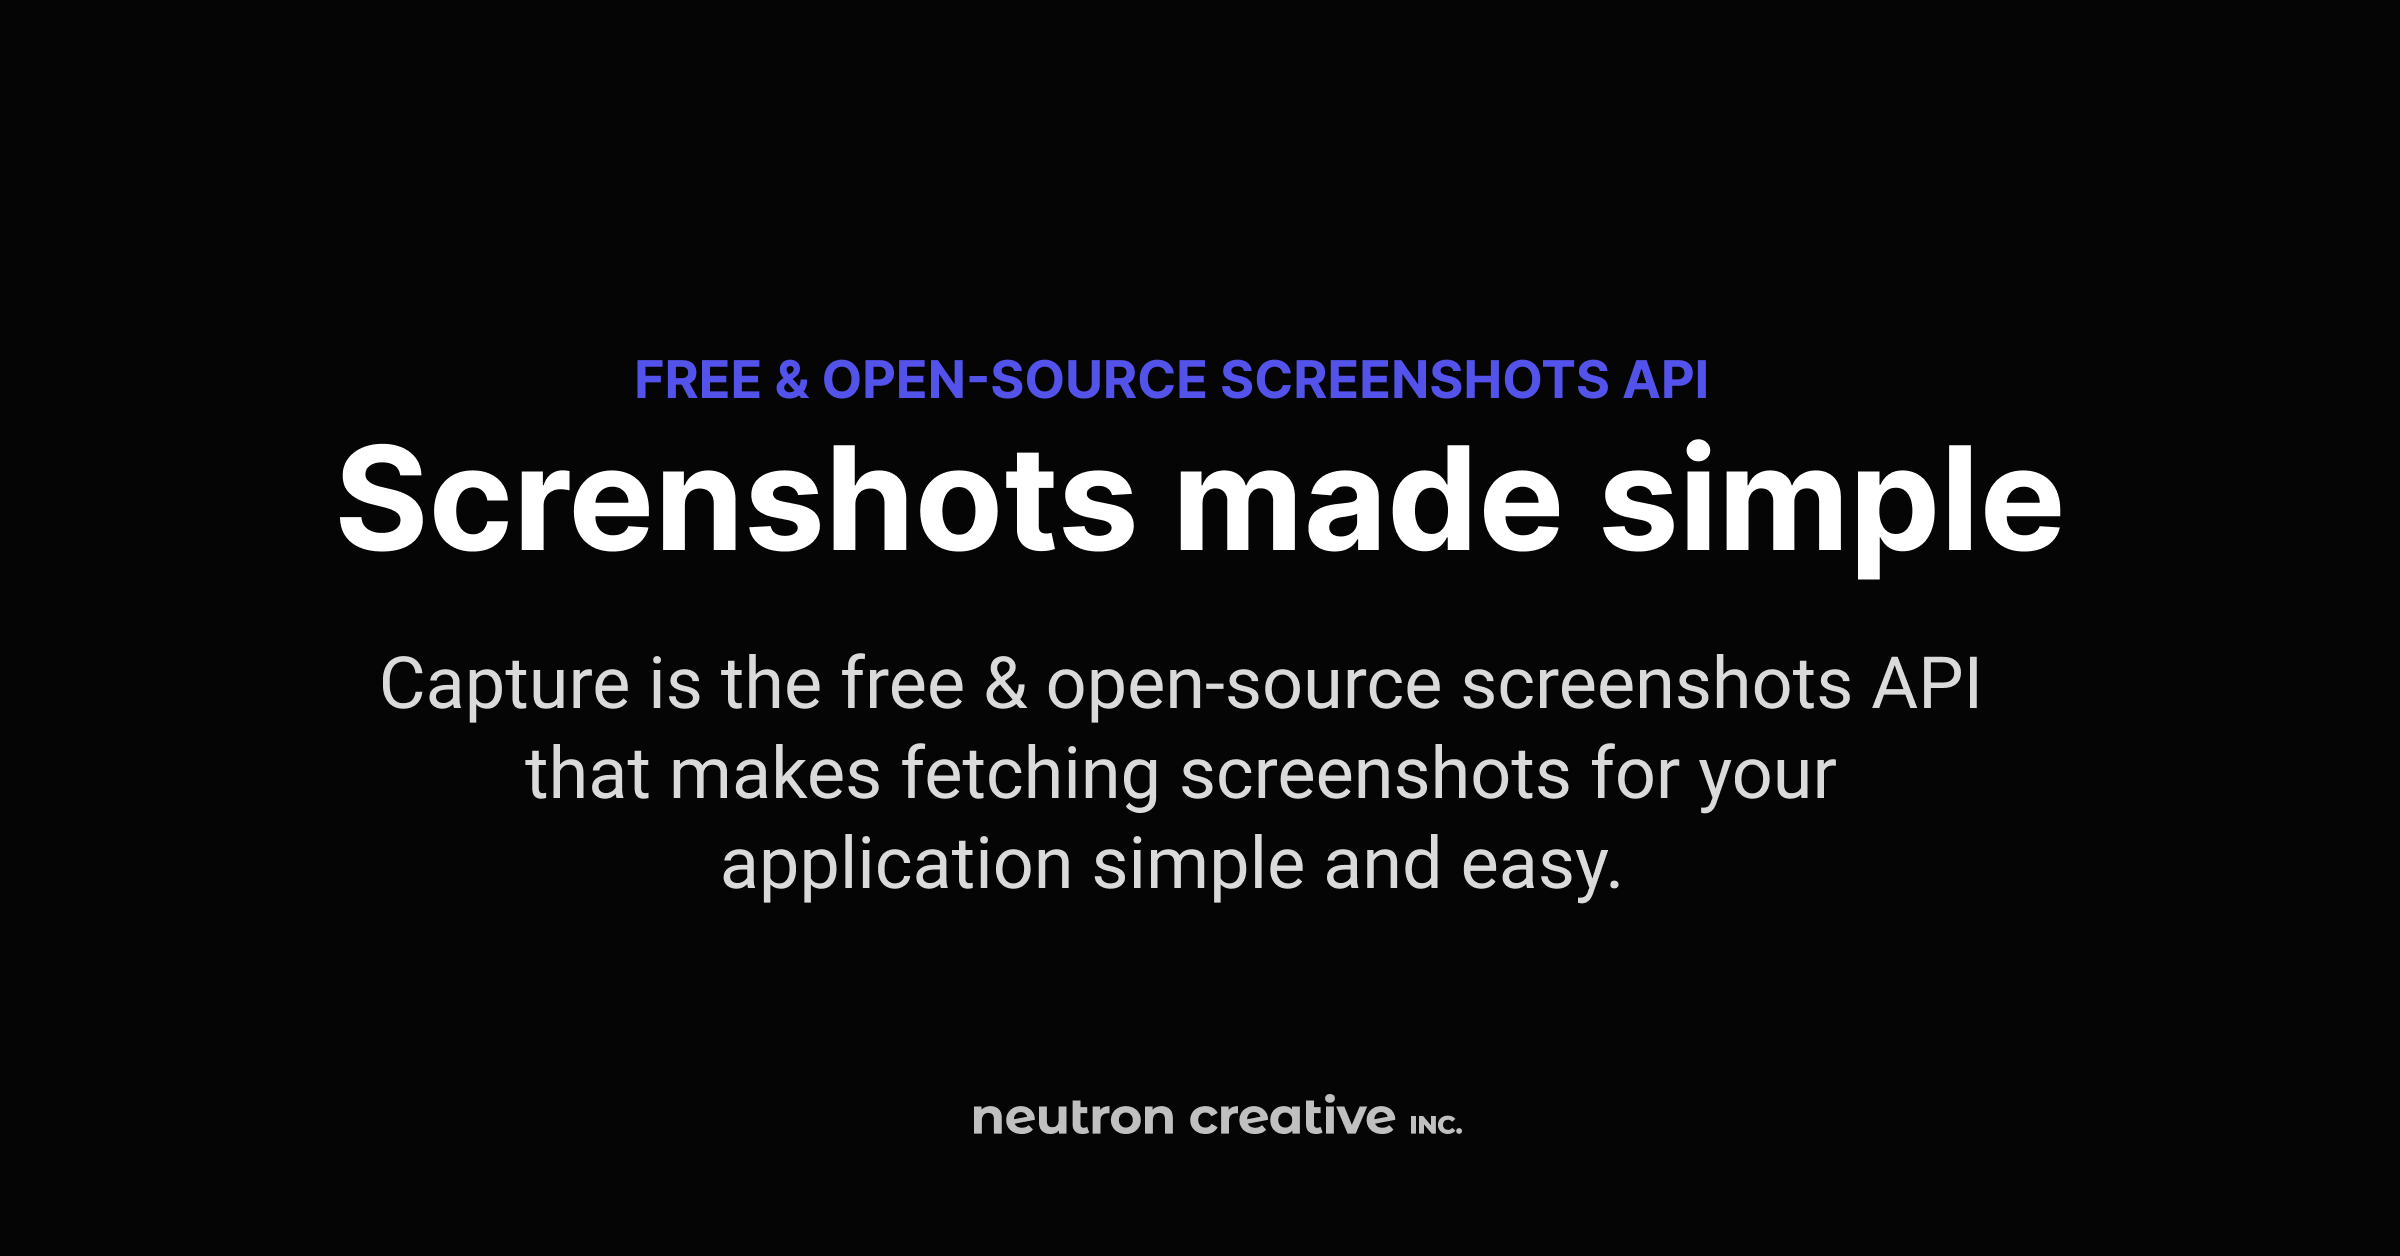 FREE & OPEN-SOURCE SCREENSHOTS API
Screnshots made simple
Capture is the free & open-source screenshots API
that makes fetching screenshots for your
application simple and easy.
neutron creative INC.